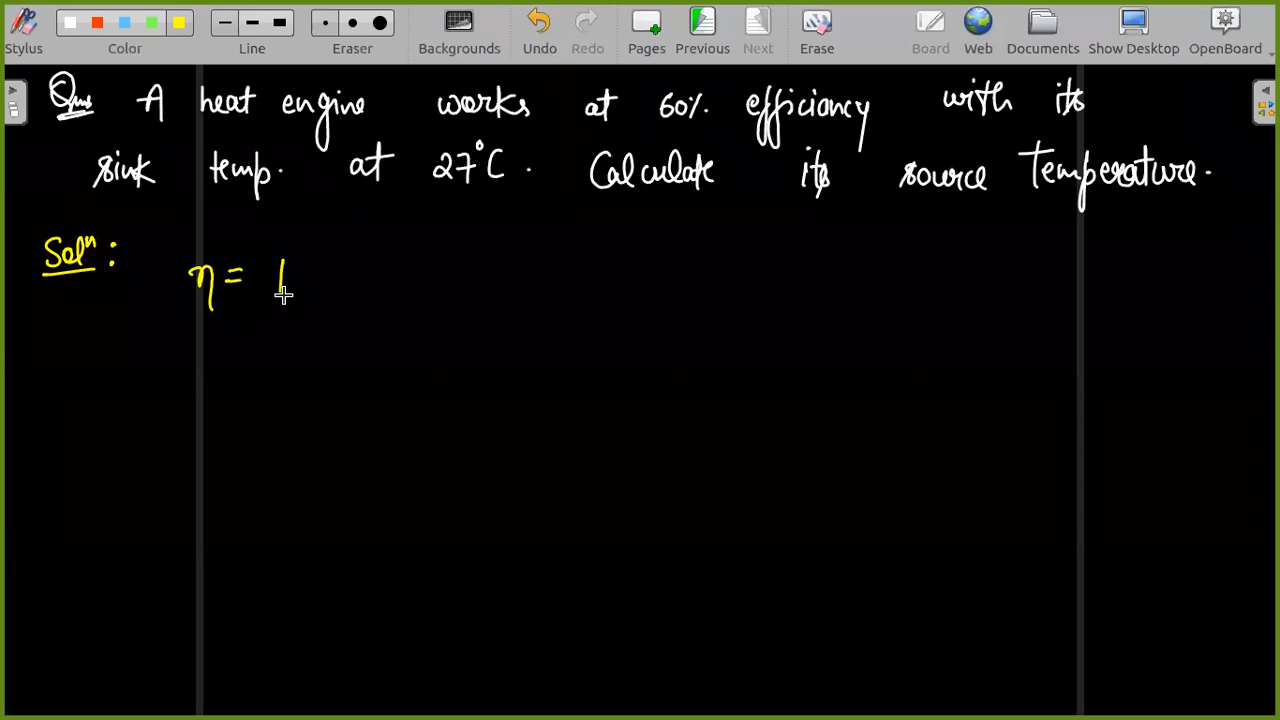 Stylus
Color
Line
Eraser
Backgrounds
Undo
Redo
Pages
Previous
Next
Erase
Board
Web
Documents
Show Desktop
OpenBoard
Ques A heat engine works at 60% efficiency with its
sink temp. at 27°C. Calculate its source Temperature.
Solⁿ:
η = 1